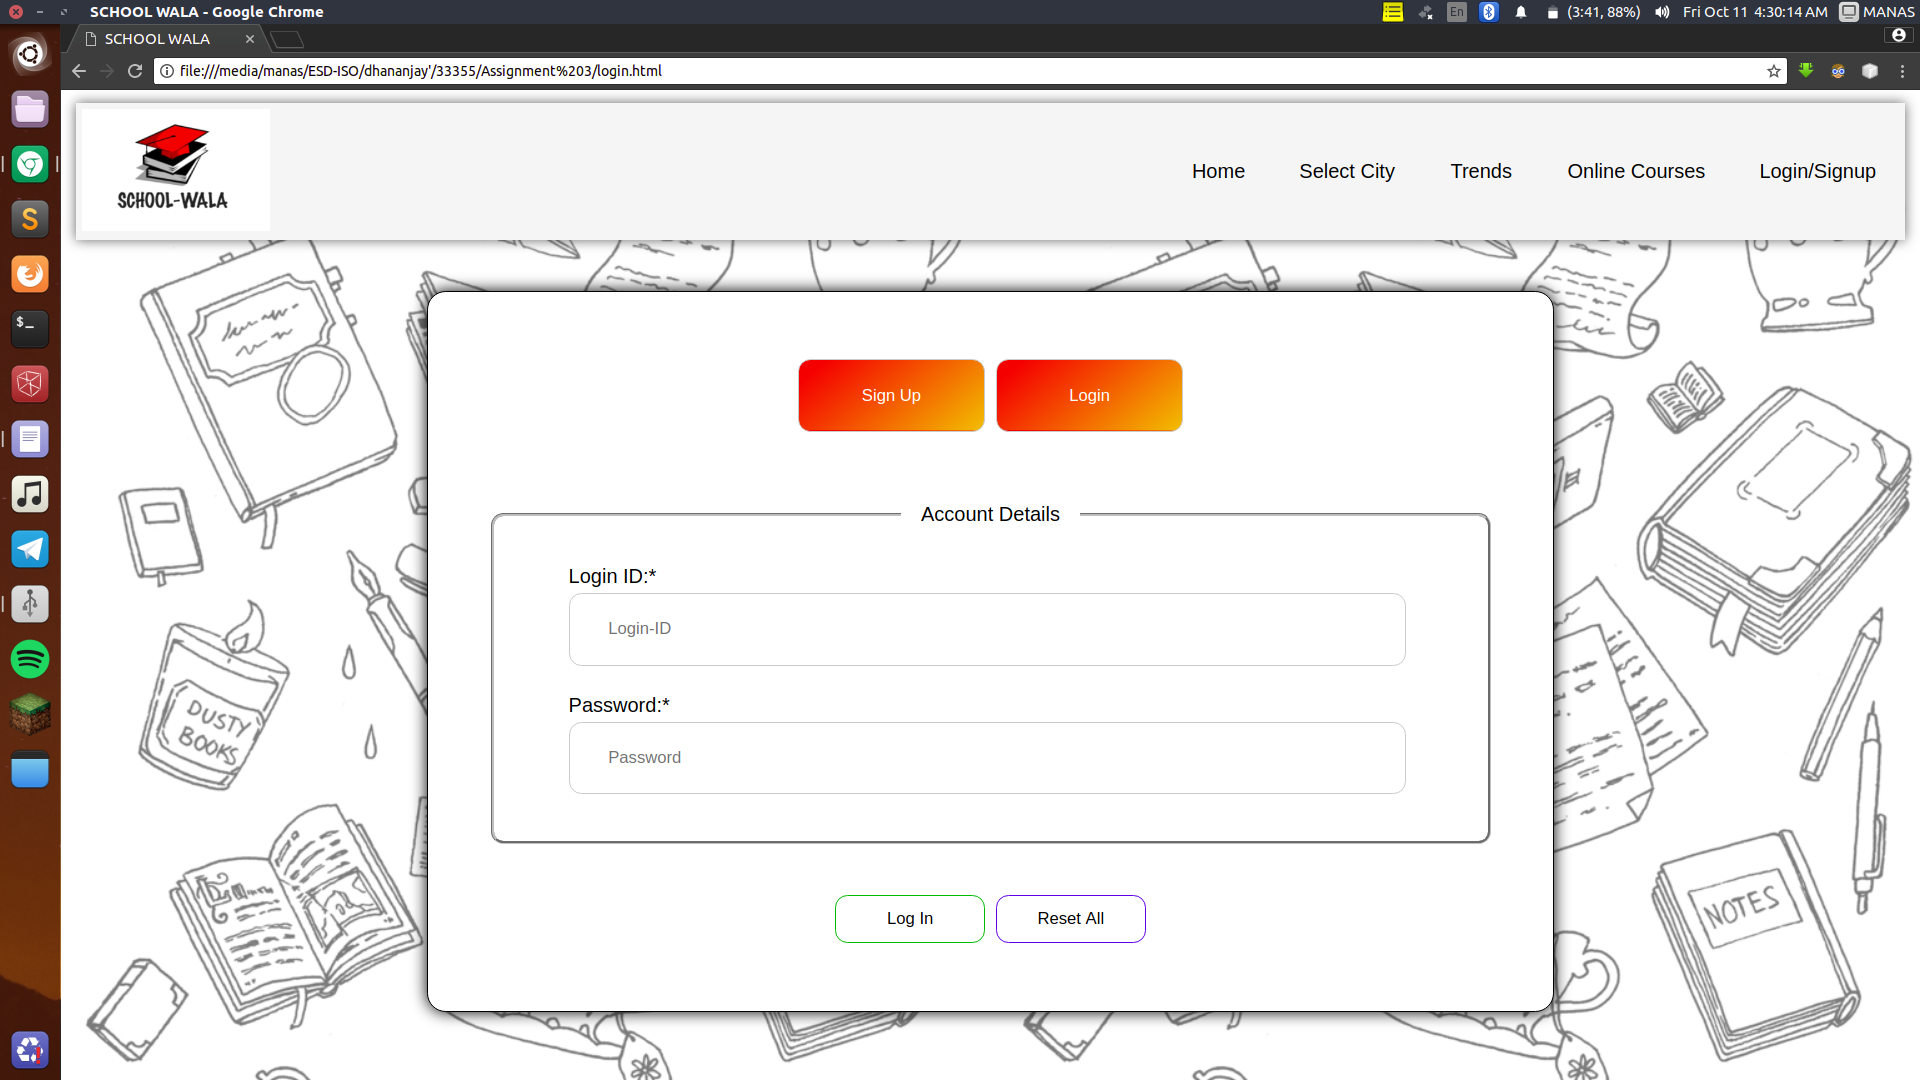 SCHOOL WALA - Google Chrome
En
(3:41, 88%)
Fri Oct 11 4:30:14 AM
MANAS
SCHOOL WALA
file:///media/manas/ESD-ISO/dhananjay'/33355/Assignment%203/login.html
SCHOOL-WALA
Home
Select City
Trends
Online Courses
Login/Signup
Sign Up
Login
Account Details
Login ID:*
Login-ID
Password:*
Password
Log In
Reset All
DUSTY
BOOKS
NOTES